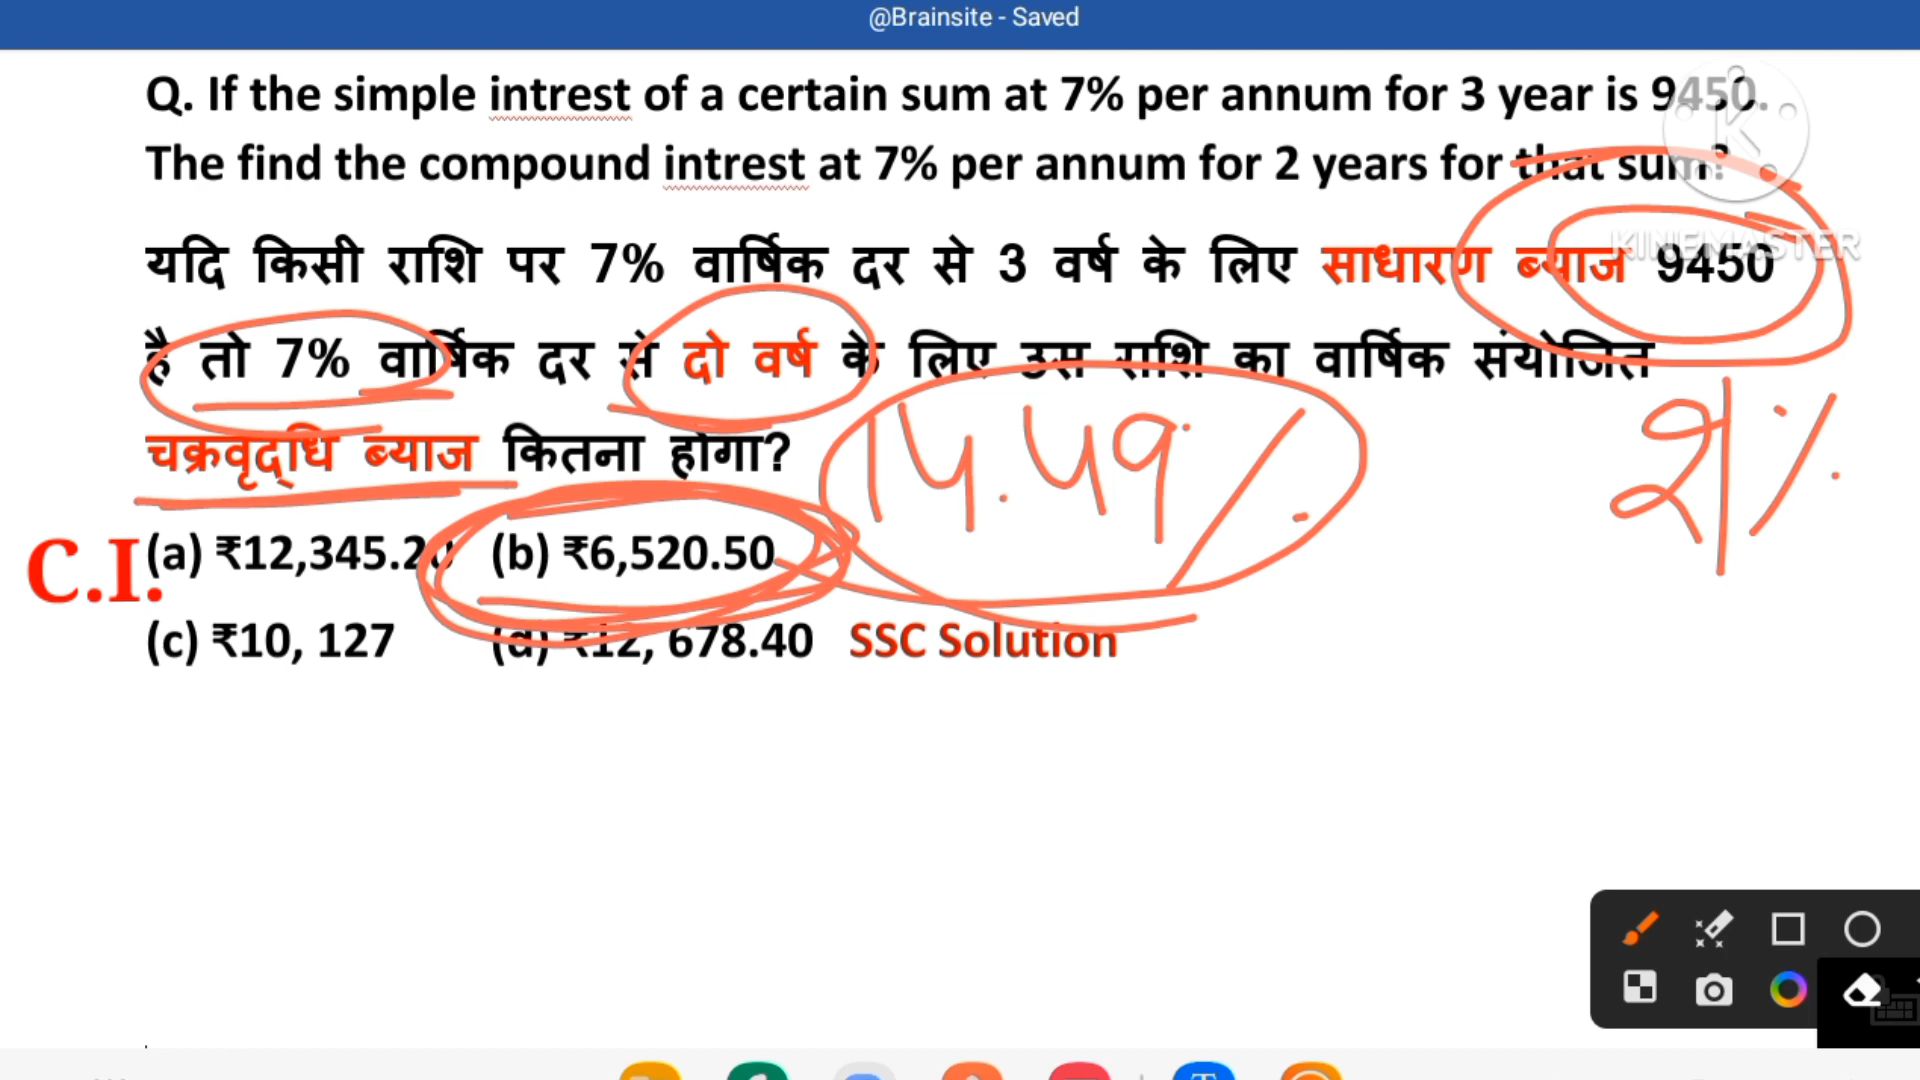 @Brainsite - Saved
Q. If the simple intrest of a certain sum at 7% per annum for 3 year is 9450.
The find the compound intrest at 7% per annum for 2 years for that sum?
यदि किसी राशि पर 7% वार्षिक दर से 3 वर्ष के लिए साधारण ब्याज 9450
KINEMASTER
है तो 7% वार्षिक दर से दो वर्ष के लिए उस राशि का वार्षिक संयोजित
चक्रवृद्धि ब्याज कितना होगा?
14.49%
21%
C.I.
(a) ₹12,345.20 (b) ₹6,520.50
(c) ₹10, 127 (d) ₹12, 678.40 SSC Solution